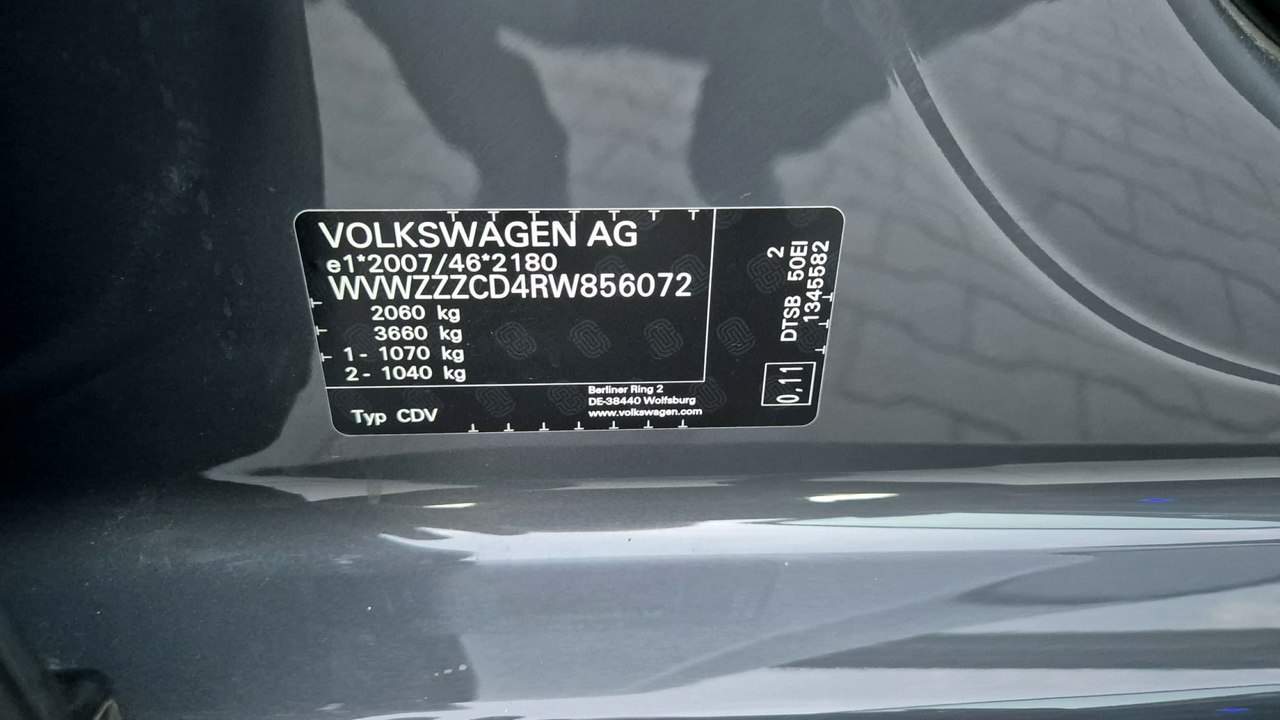 VOLKSWAGEN AG
e1*2007/46*2180
WVWZZZCD4RW856072
2060 kg
3660 kg
1 - 1070 kg
2 - 1040 kg
Typ CDV
Berliner Ring 2
DE-38440 Wolfsburg
www.volkswagen.com
2
DTSB 50EI
1345582
0,11